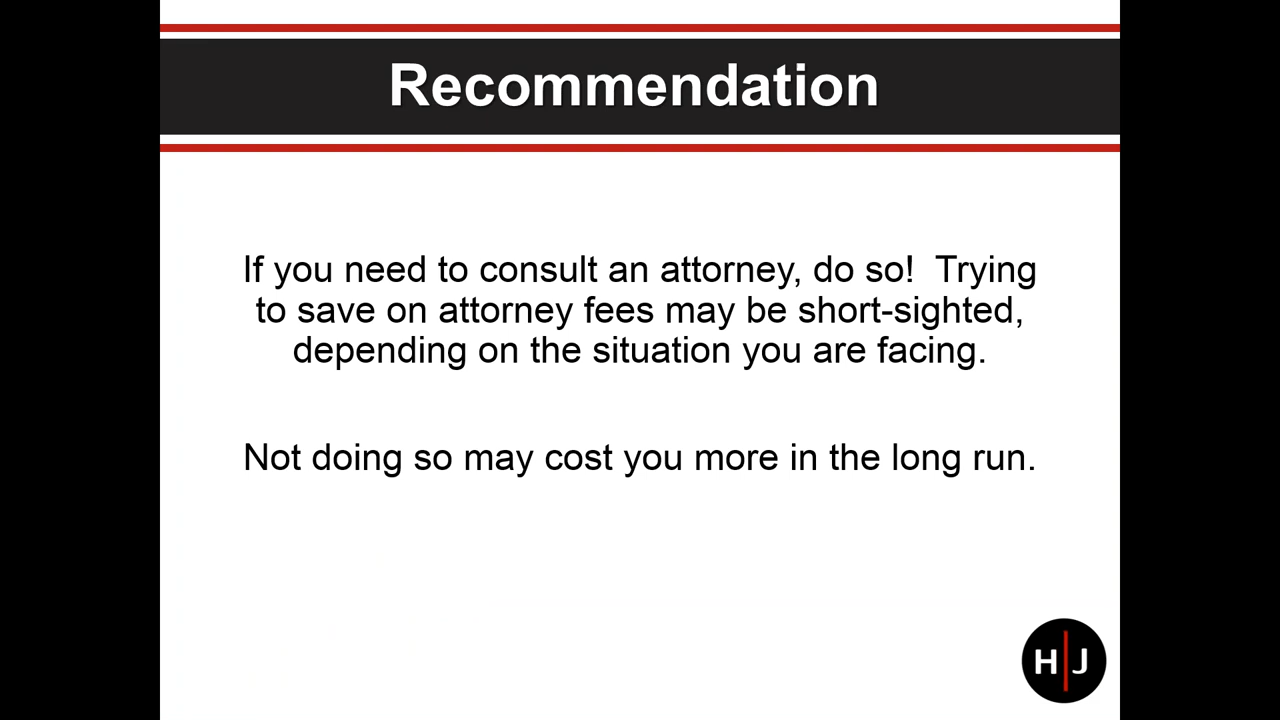 Recommendation
If you need to consult an attorney, do so!  Trying
to save on attorney fees may be short-sighted,
depending on the situation you are facing.
Not doing so may cost you more in the long run.
H|J